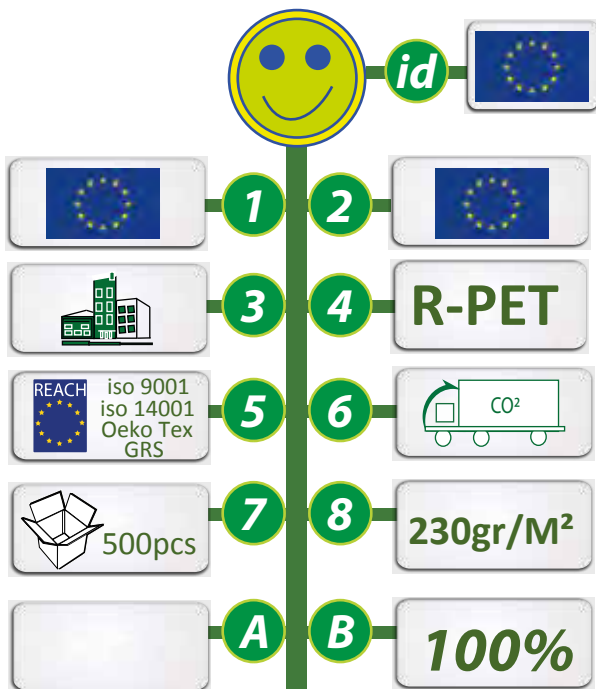 id
1
2
3
4
R-PET
REACH
iso 9001
iso 14001
Oeko Tex
GRS
5
6
CO²
500pcs
7
8
230gr/M²
A
B
100%